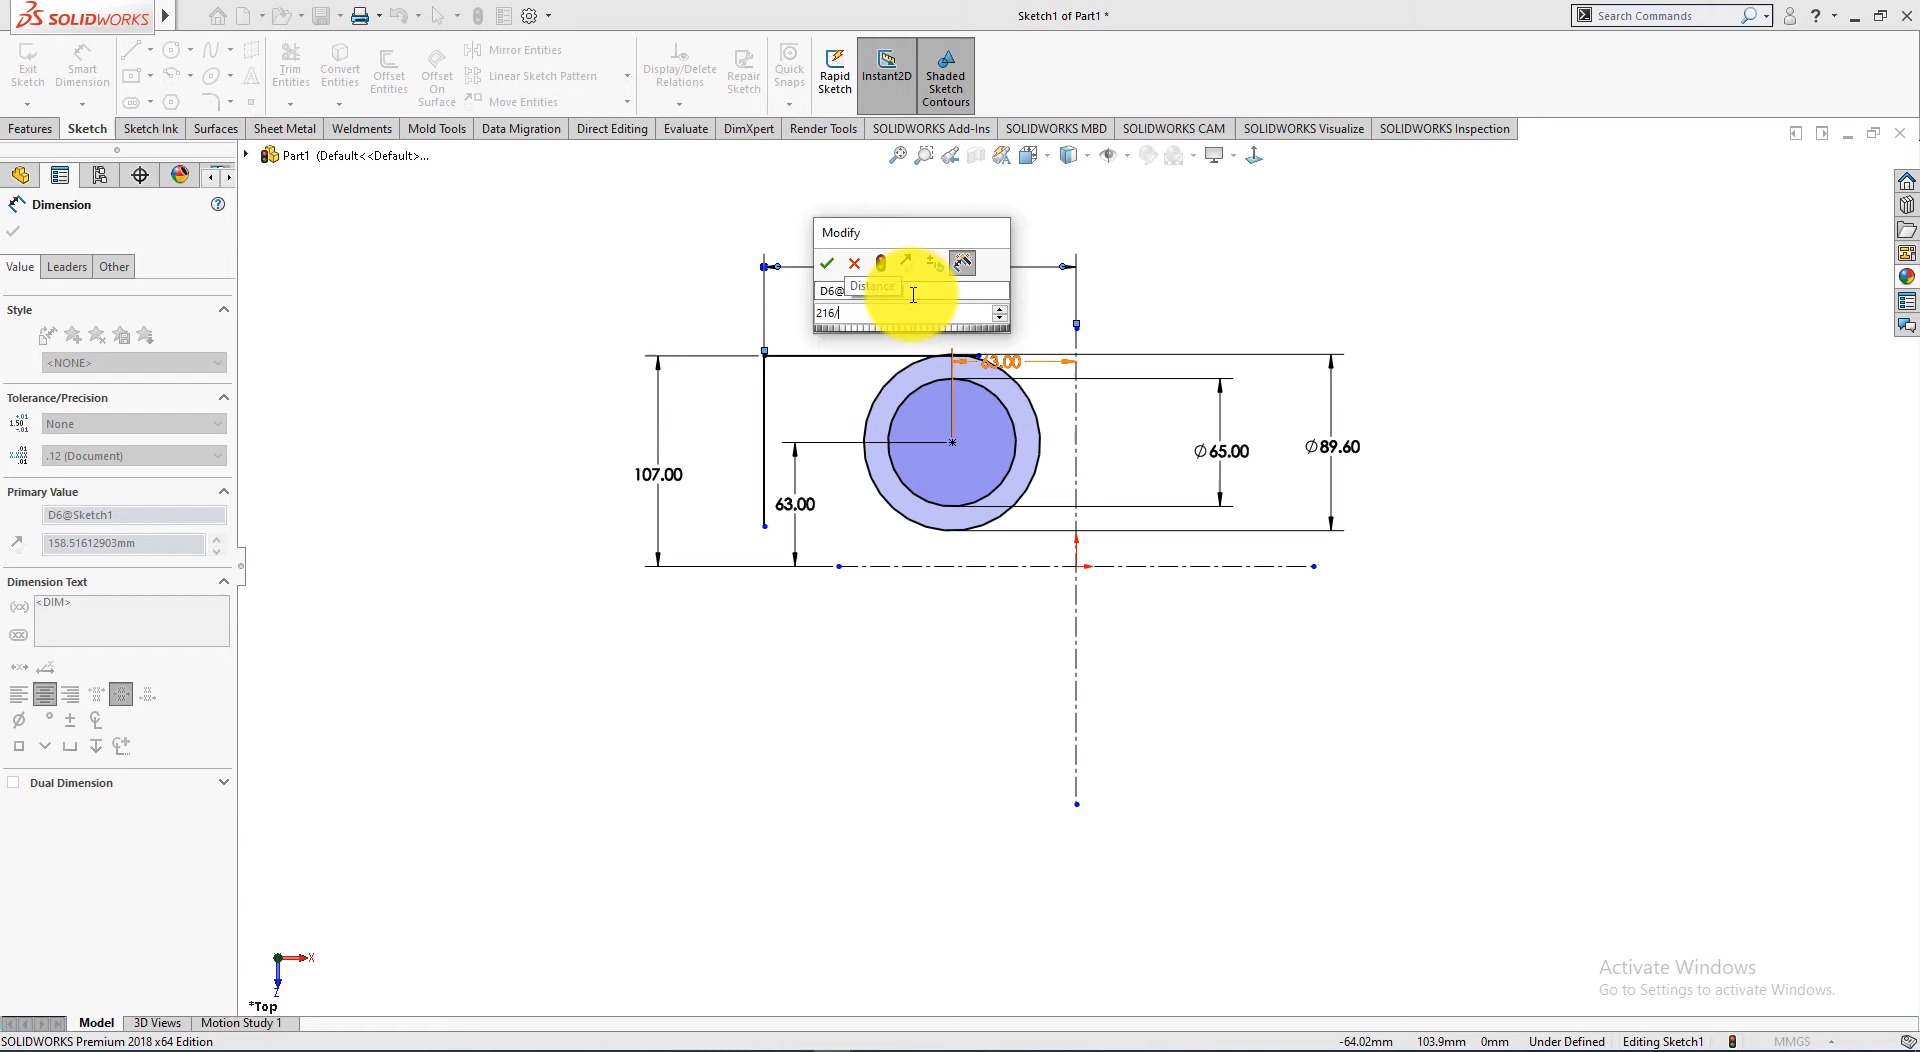 SOLIDWORKS
Sketch1 of Part1 *
Search Commands
Exit Sketch
Smart Dimension
Trim Entities
Convert Entities
Offset Entities
Offset On Surface
Mirror Entities
Linear Sketch Pattern
Move Entities
Display/Delete Relations
Repair Sketch
Quick Snaps
Rapid Sketch
Instant2D
Shaded Sketch Contours
Features
Sketch
Sketch Ink
Surfaces
Sheet Metal
Weldments
Mold Tools
Data Migration
Direct Editing
Evaluate
DimXpert
Render Tools
SOLIDWORKS Add-Ins
SOLIDWORKS MBD
SOLIDWORKS CAM
SOLIDWORKS Visualize
SOLIDWORKS Inspection
Part1 (Default<<Default>...
Dimension
Value
Leaders
Other
Style
<NONE>
Tolerance/Precision
None
.12 (Document)
Primary Value
D6@Sketch1
158.51612903mm
Dimension Text
<DIM>
Dual Dimension
Modify
D6@
Distance
216/
63.00
107.00
63.00
∅65.00
∅89.60
X
Z
*Top
Activate Windows
Go to Settings to activate Windows.
Model
3D Views
Motion Study 1
SOLIDWORKS Premium 2018 x64 Edition
-64.02mm
103.9mm
0mm
Under Defined
Editing Sketch1
MMGS